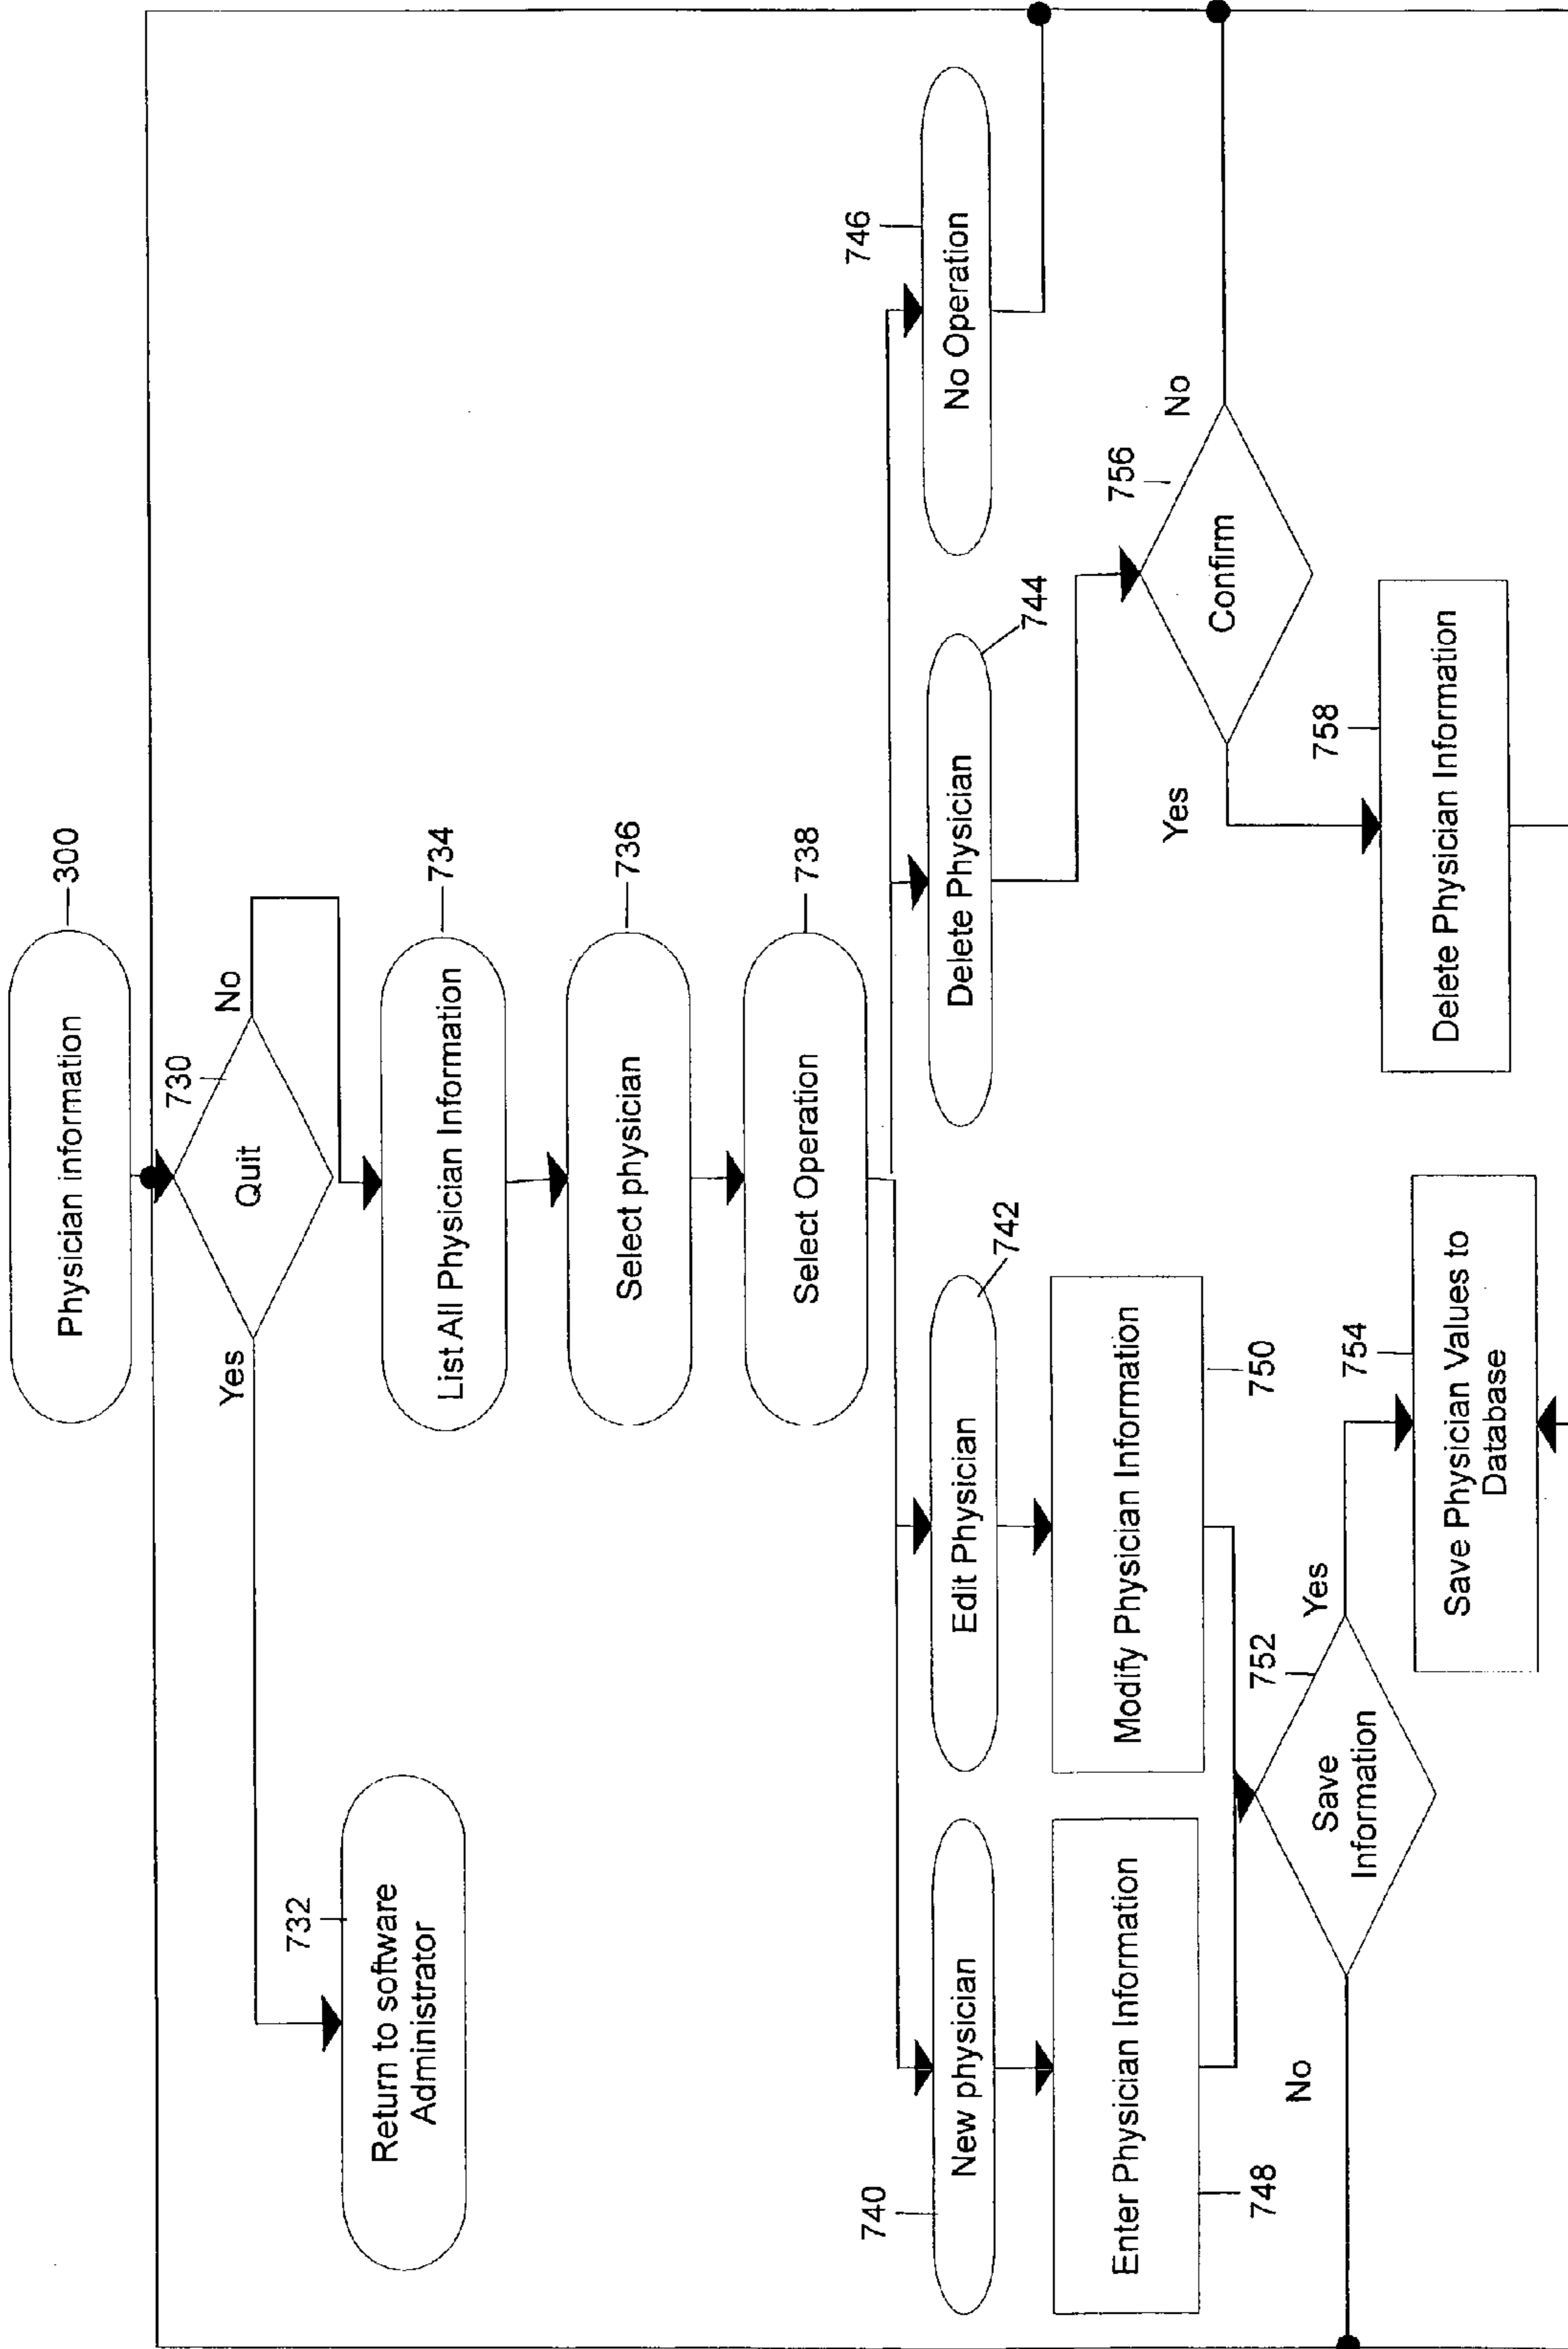 Physician information
300
730
Quit
No
Yes
732
Return to software
Administrator
List All Physician Information
734
Select physician
736
Select Operation
738
740
New physician
Edit Physician
742
Delete Physician
744
746
No Operation
Enter Physician Information
748
Modify Physician Information
750
756
Confirm
No
Yes
752
Save
Information
Yes
No
754
Save Physician Values to
Database
758
Delete Physician Information